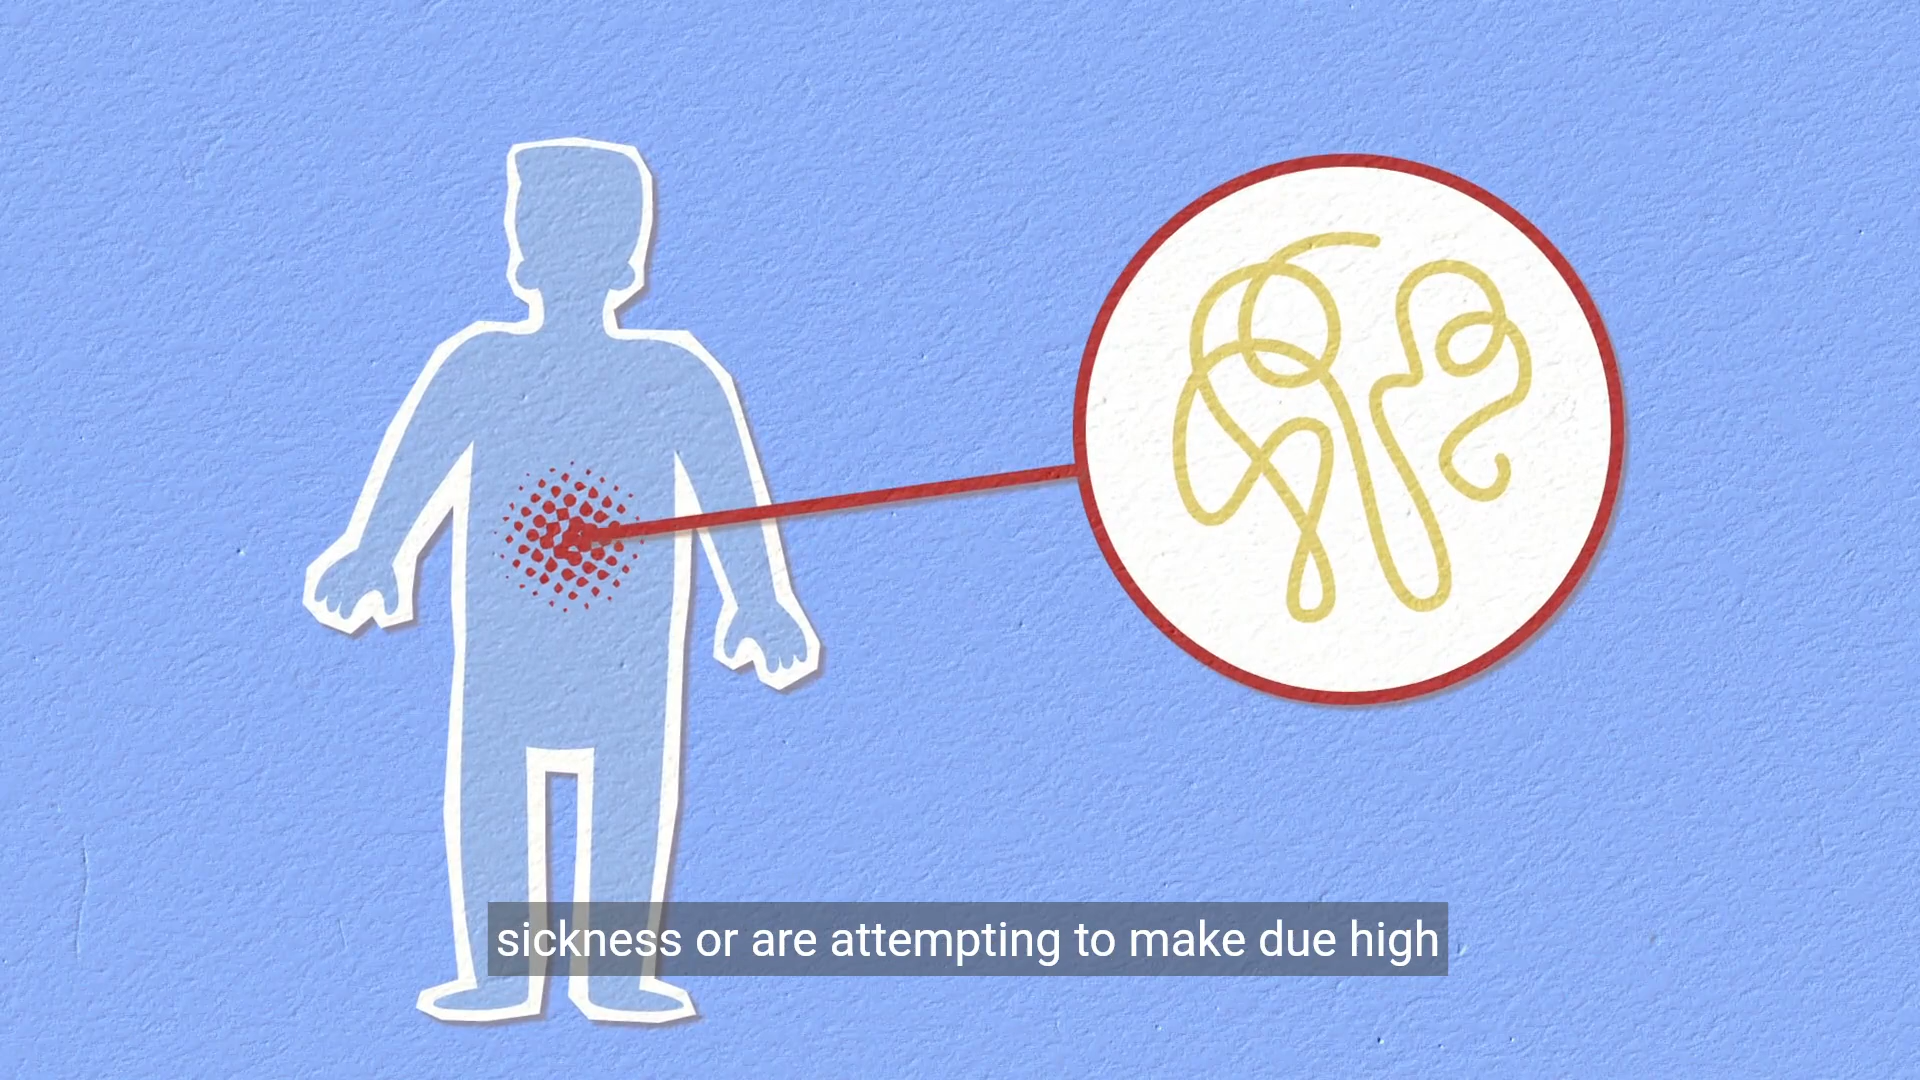 sickness or are attempting to make due high